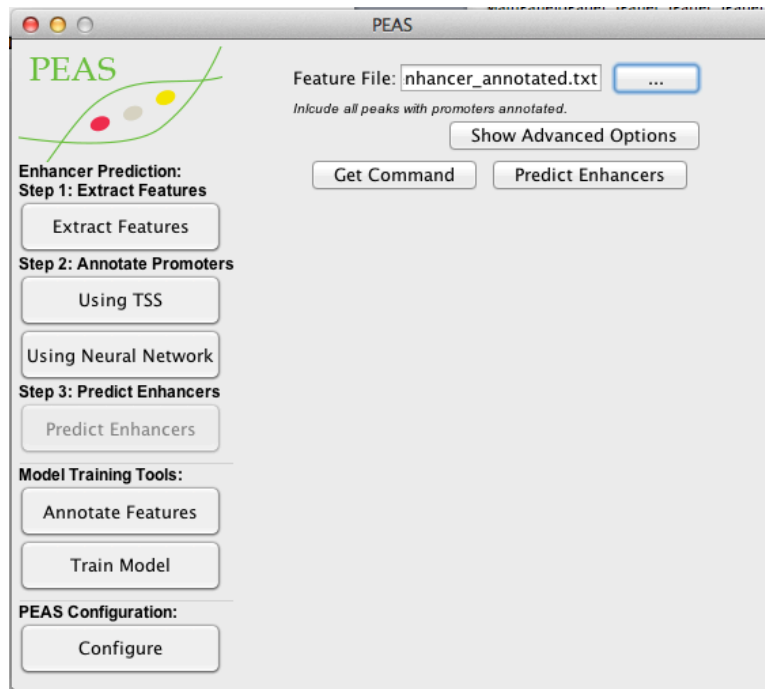 PEAS
PEAS
Feature File: nhancer_annotated.txt ...
Inlcude all peaks with promoters annotated.
Show Advanced Options
Get Command Predict Enhancers
Enhancer Prediction:
Step 1: Extract Features
Extract Features
Step 2: Annotate Promoters
Using TSS
Using Neural Network
Step 3: Predict Enhancers
Predict Enhancers
Model Training Tools:
Annotate Features
Train Model
PEAS Configuration:
Configure